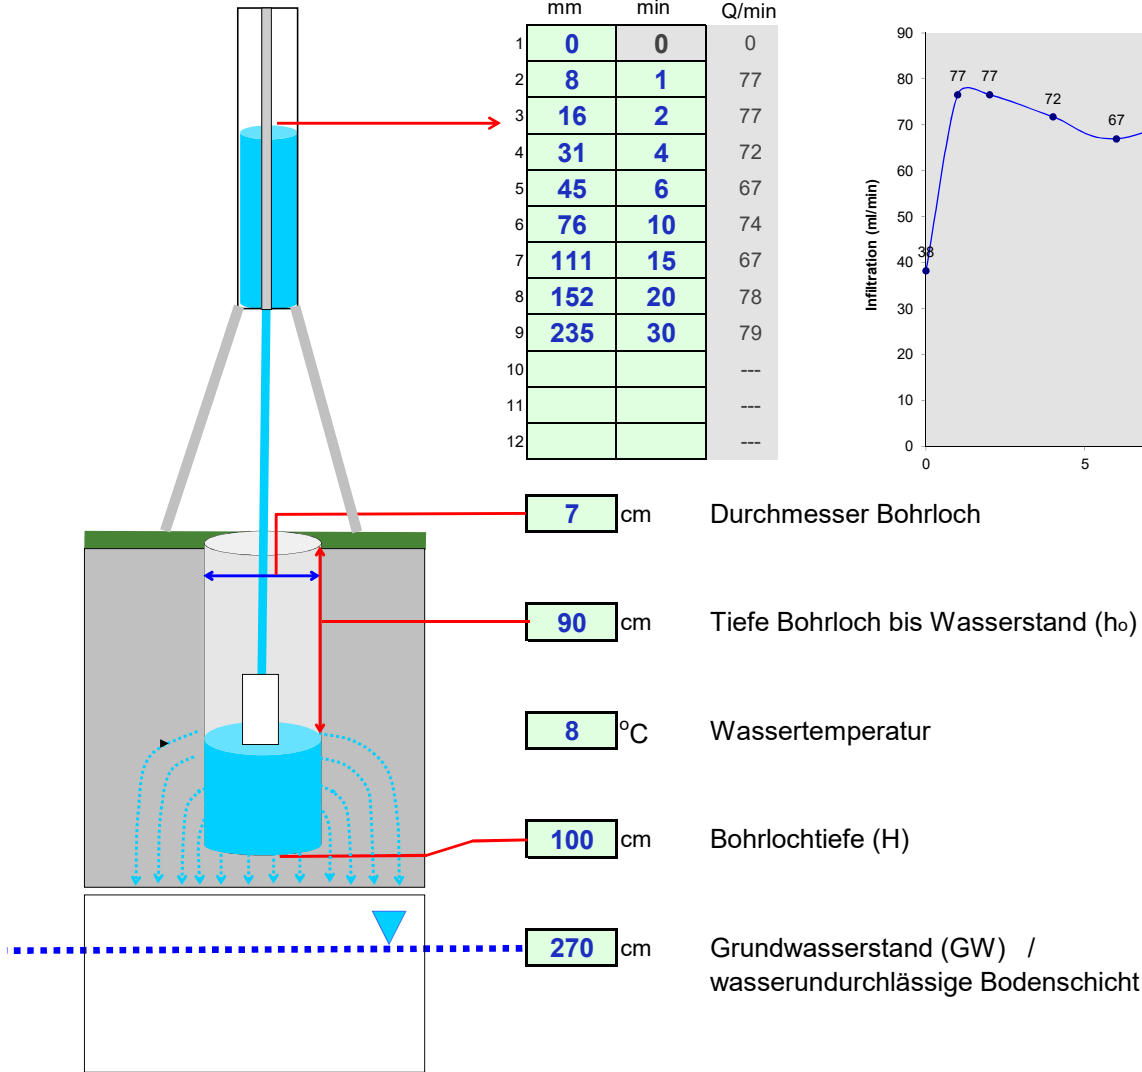 mm min Q/min
1 0 0 0
2 8 1 77
3 16 2 77
4 31 4 72
5 45 6 67
6 76 10 74
7 111 15 67
8 152 20 78
9 235 30 79
10 ---
11 ---
12 ---
Infiltration (ml/min)
90
80
70
60
50
40
30
20
10
0
0 5
38
77
77
72
67
7 cm Durchmesser Bohrloch
90 cm Tiefe Bohrloch bis Wasserstand (ho)
8 °C Wassertemperatur
100 cm Bohrlochtiefe (H)
270 cm Grundwasserstand (GW) /
wasserundurchlässige Bodenschicht